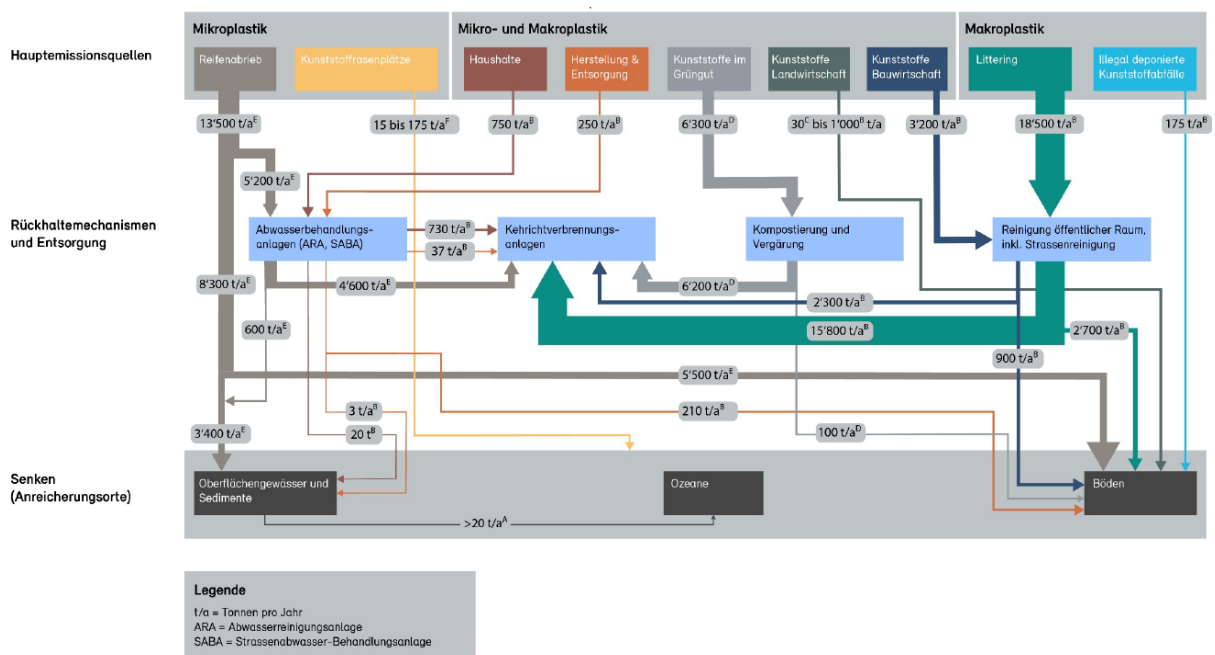 Mikroplastik
Mikro- und Makroplastik
Makroplastik
Hauptemissionsquellen
Reifenabrieb
Kunststoffrasenplätze
Haushalte
Herstellung &
Entsorgung
Kunststoffe im
Grüngut
Kunststoffe
Landwirtschaft
Kunststoffe
Bauwirtschaft
Littering
Illegal deponierte
Kunststoffabfälle
13'500 t/aᴱ
15 bis 175 t/aᶠ
750 t/aᴮ
250 t/aᴮ
6'300 t/aᴰ
30ᶜ bis 1'000ᴮ t/a
3'200 t/aᴮ
18'500 t/aᴮ
175 t/aᴮ
5'200 t/aᴱ
Rückhaltemechanismen
und Entsorgung
Abwasserbehandlungs-
anlagen (ARA, SABA)
730 t/aᴮ
37 t/aᴮ
Kehrichtverbrennungs-
anlagen
Kompostierung und
Vergärung
Reinigung öffentlicher Raum,
inkl. Strassenreinigung
8'300 t/aᴱ
4'600 t/aᴱ
6'200 t/aᴰ
2'300 t/aᴮ
600 t/aᴱ
15'800 t/aᴮ
2'700 t/aᴮ
900 t/aᴮ
5'500 t/aᴱ
3 t/aᴮ
210 t/aᴮ
3'400 t/aᴱ
20 tᴮ
100 t/aᴰ
Senken
(Anreicherungsorte)
Oberflächengewässer und
Sedimente
Ozeane
Böden
>20 t/aᴬ
Legende
t/a = Tonnen pro Jahr
ARA = Abwasserreinigungsanlage
SABA = Strassenabwasser-Behandlungsanlage